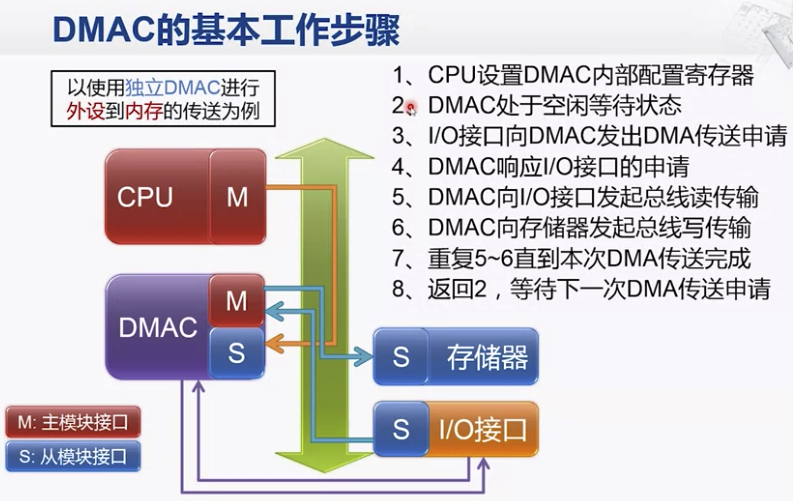 DMAC的基本工作步骤
以使用独立DMAC进行
外设到内存的传送为例
1、CPU设置DMAC内部配置寄存器
2、DMAC处于空闲等待状态
3、I/O接口向DMAC发出DMA传送申请
4、DMAC响应I/O接口的申请
5、DMAC向I/O接口发起总线读传输
6、DMAC向存储器发起总线写传输
7、重复5~6直到本次DMA传送完成
8、返回2，等待下一次DMA传送申请
CPU M
DMAC M
S
S 存储器
S I/O接口
M: 主模块接口
S: 从模块接口